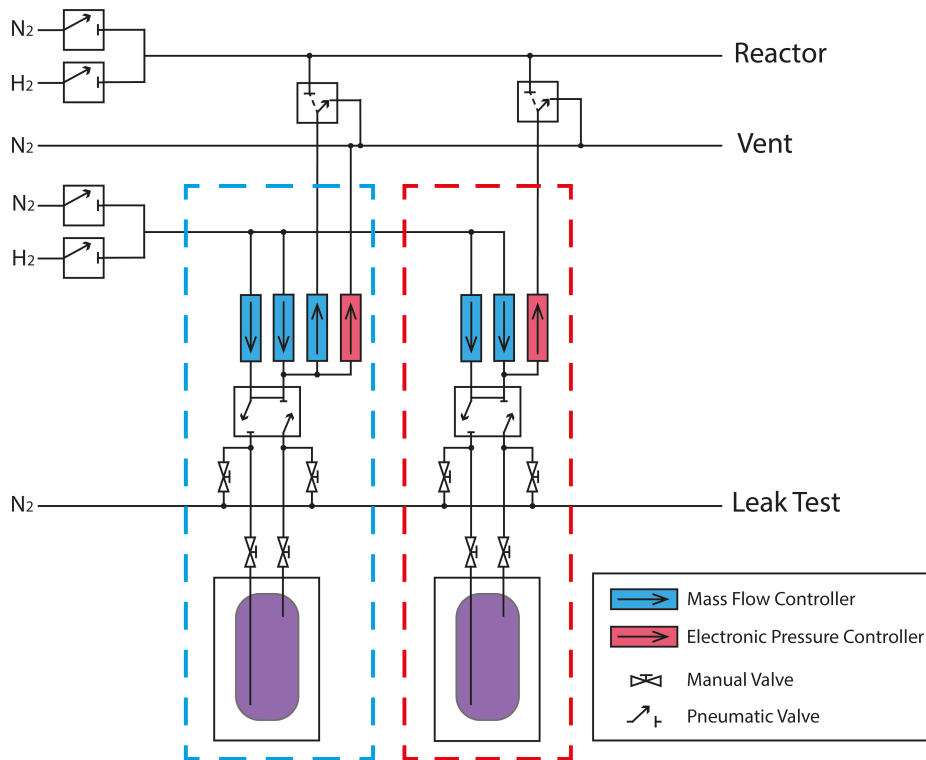 N2
Reactor
H2
N2
Vent
N2
H2
N2
Leak Test
Mass Flow Controller
Electronic Pressure Controller
Manual Valve
Pneumatic Valve